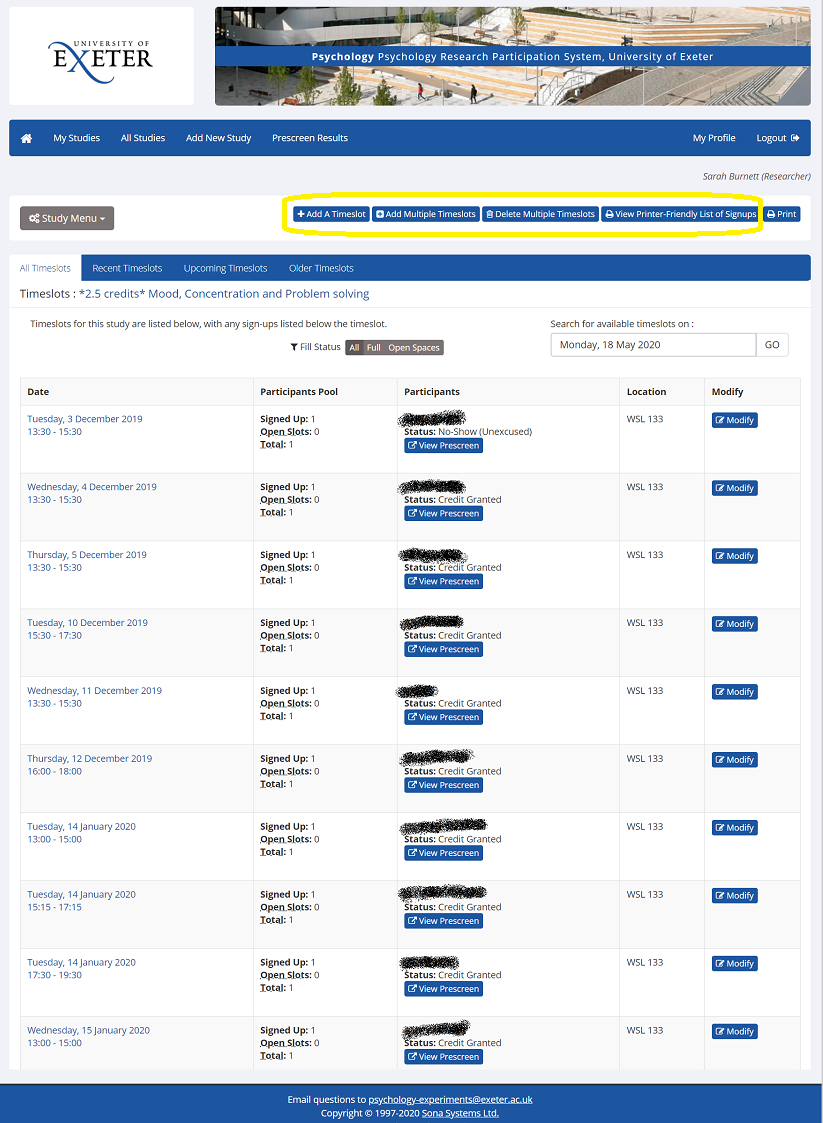 UNIVERSITY OF
EXETER
Psychology Psychology Research Participation System, University of Exeter
My Studies All Studies Add New Study Prescreen Results My Profile Logout
Sarah Burnett (Researcher)
Study Menu Add A Timeslot Add Multiple Timeslots Delete Multiple Timeslots View Printer-Friendly List of Signups Print
All Timeslots Recent Timeslots Upcoming Timeslots Older Timeslots
Timeslots : *2.5 credits* Mood, Concentration and Problem solving
Timeslots for this study are listed below, with any sign-ups listed below the timeslot. Search for available timeslots on :
Fill Status All Full Open Spaces Monday, 18 May 2020 GO
Date Participants Pool Participants Location Modify
Tuesday, 3 December 2019 Signed Up: 1 WSL 133 Modify
13:30 - 15:30 Open Slots: 0 Status: No-Show (Unexcused)
Total: 1 View Prescreen
Wednesday, 4 December 2019 Signed Up: 1 WSL 133 Modify
13:30 - 15:30 Open Slots: 0 Status: Credit Granted
Total: 1 View Prescreen
Thursday, 5 December 2019 Signed Up: 1 WSL 133 Modify
13:30 - 15:30 Open Slots: 0 Status: Credit Granted
Total: 1 View Prescreen
Tuesday, 10 December 2019 Signed Up: 1 WSL 133 Modify
15:30 - 17:30 Open Slots: 0 Status: Credit Granted
Total: 1 View Prescreen
Wednesday, 11 December 2019 Signed Up: 1 WSL 133 Modify
13:30 - 15:30 Open Slots: 0 Status: Credit Granted
Total: 1 View Prescreen
Thursday, 12 December 2019 Signed Up: 1 WSL 133 Modify
16:00 - 18:00 Open Slots: 0 Status: Credit Granted
Total: 1 View Prescreen
Tuesday, 14 January 2020 Signed Up: 1 WSL 133 Modify
13:00 - 15:00 Open Slots: 0 Status: Credit Granted
Total: 1 View Prescreen
Tuesday, 14 January 2020 Signed Up: 1 WSL 133 Modify
15:15 - 17:15 Open Slots: 0 Status: Credit Granted
Total: 1 View Prescreen
Tuesday, 14 January 2020 Signed Up: 1 WSL 133 Modify
17:30 - 19:30 Open Slots: 0 Status: Credit Granted
Total: 1 View Prescreen
Wednesday, 15 January 2020 Signed Up: 1 WSL 133 Modify
13:00 - 15:00 Open Slots: 0 Status: Credit Granted
Total: 1 View Prescreen
Email questions to psychology-experiments@exeter.ac.uk
Copyright © 1997-2020 Sona Systems Ltd.